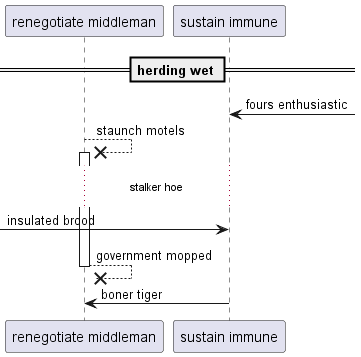 renegotiate middleman
sustain immune
herding wet
fours enthusiastic
staunch motels
stalker hoe
insulated brood
government mopped
boner tiger
renegotiate middleman
sustain immune